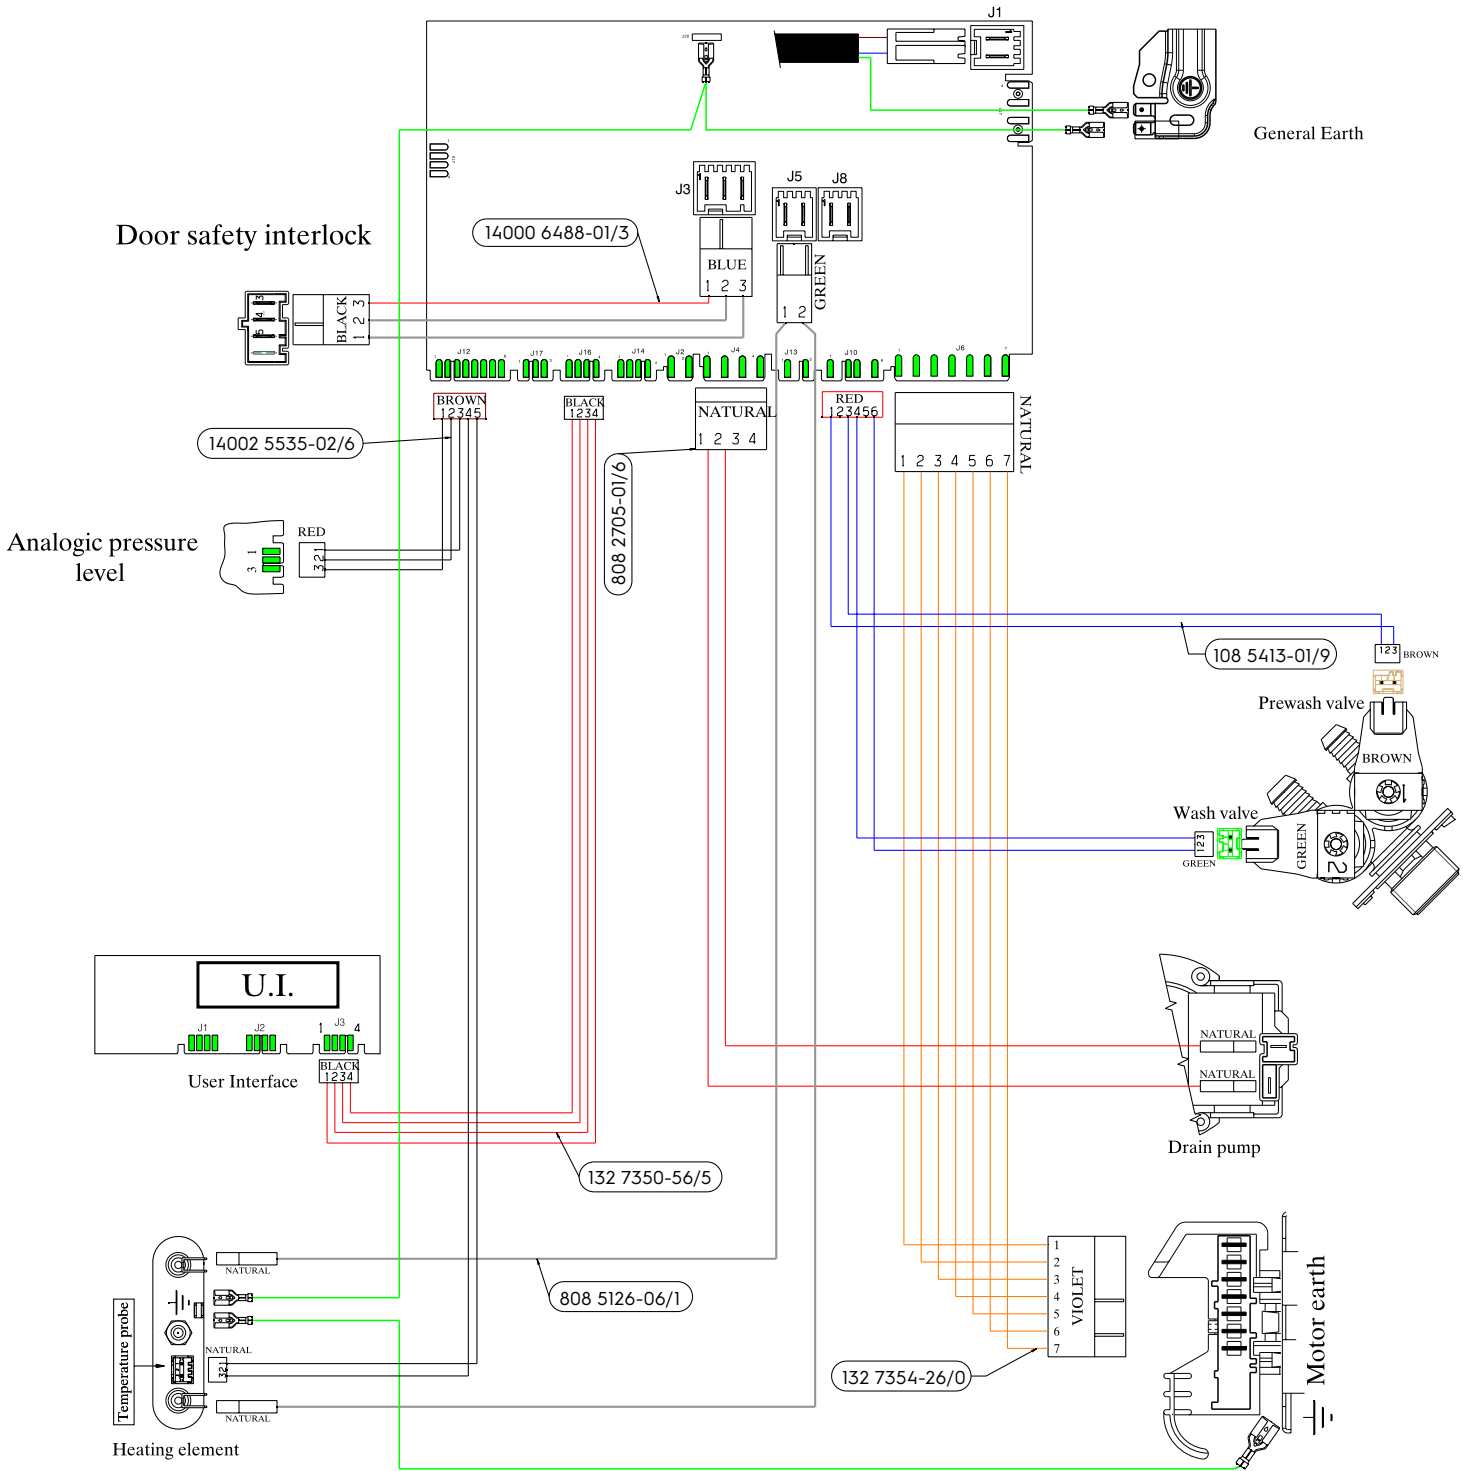 J1
General Earth
J3
J5
J8
1
1
1
1
BLUE
1 2 3
GREEN
1 2
14000 6488-01/3
Door safety interlock
3
4
5
BLACK
1 2 3
J12
J17
J16
J14
J2
J4
J13
J10
J6
BROWN
12345
BLACK
1234
NATURAL
1 2 3 4
RED
123456
NATURAL
1 2 3 4 5 6 7
14002 5535-02/6
808 2705-01/6
Analogic pressure
level
1
3
RED
321
108 5413-01/9
123
BROWN
Prewash valve
BROWN
1
Wash valve
123
GREEN
GREEN
2
U.I.
J1
J2
1
J3
4
BLACK
1234
User Interface
132 7350-56/5
NATURAL
NATURAL
Drain pump
NATURAL
808 5126-06/1
Temperature probe
NATURAL
321
NATURAL
Heating element
1
2
3
4
5
6
7
VIOLET
132 7354-26/0
Motor earth